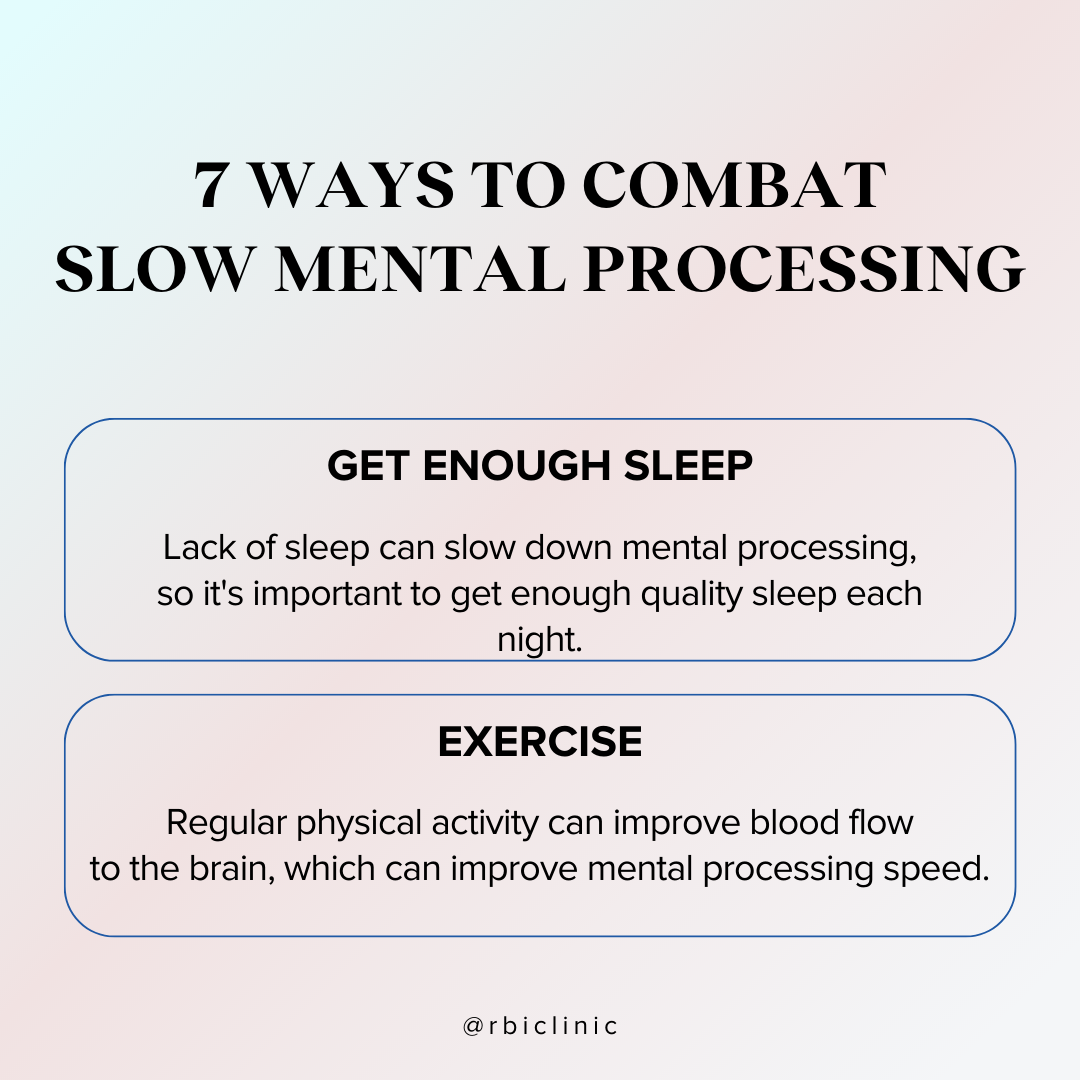 7 WAYS TO COMBAT
SLOW MENTAL PROCESSING
GET ENOUGH SLEEP
Lack of sleep can slow down mental processing,
so it's important to get enough quality sleep each
night.
EXERCISE
Regular physical activity can improve blood flow
to the brain, which can improve mental processing speed.
@rbiclinic